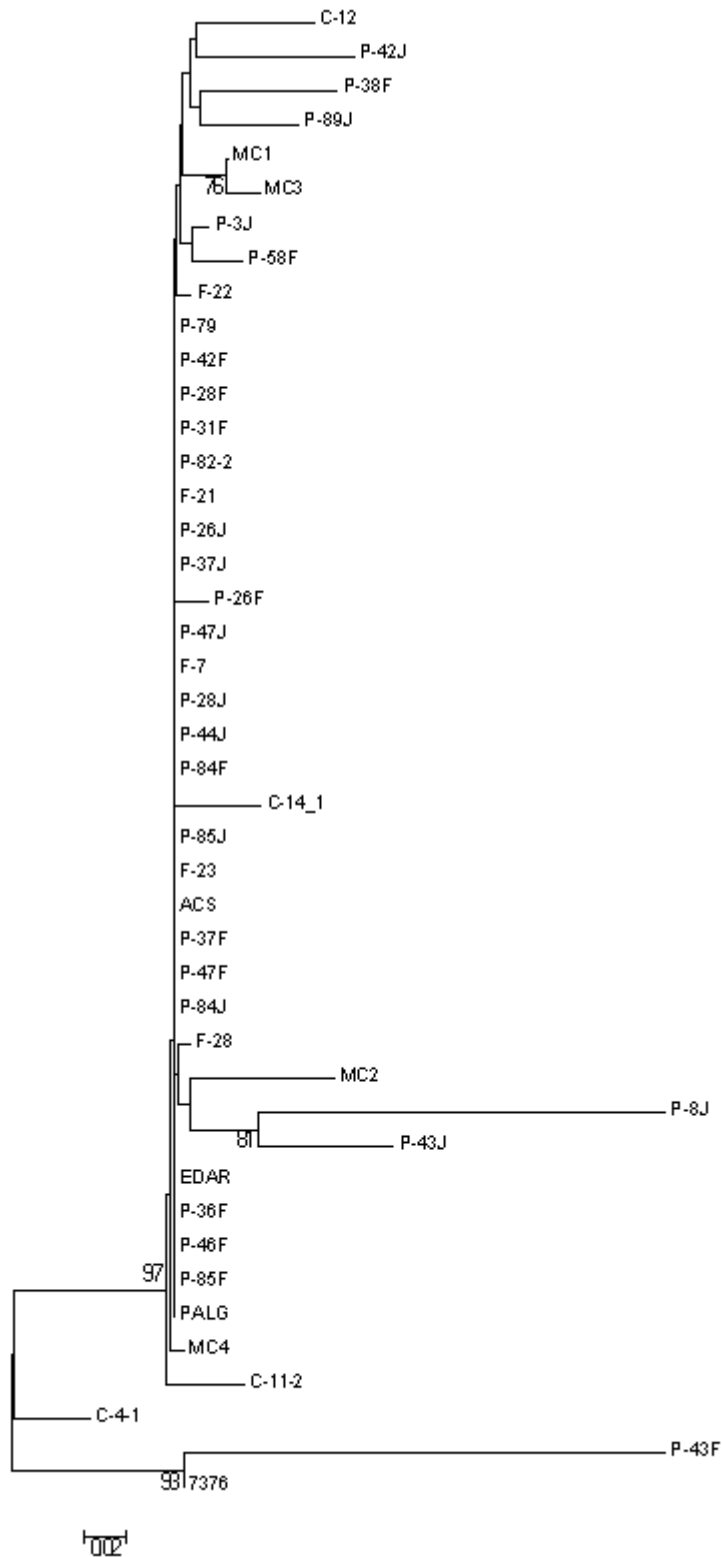 C-12
P-42J
P-38F
P-89J
MC1
76
MC3
P-3J
P-58F
F-22
P-79
P-42F
P-28F
P-31F
P-82-2
F-21
P-26J
P-37J
P-26F
P-47J
F-7
P-28J
P-44J
P-84F
C-14_1
P-85J
F-23
ACS
P-37F
P-47F
P-84J
F-28
MC2
P-8J
81
P-43J
EDAR
P-36F
P-46F
P-85F
97
PALG
MC4
C-11-2
C-4-1
P-43F
93 7376
0.02